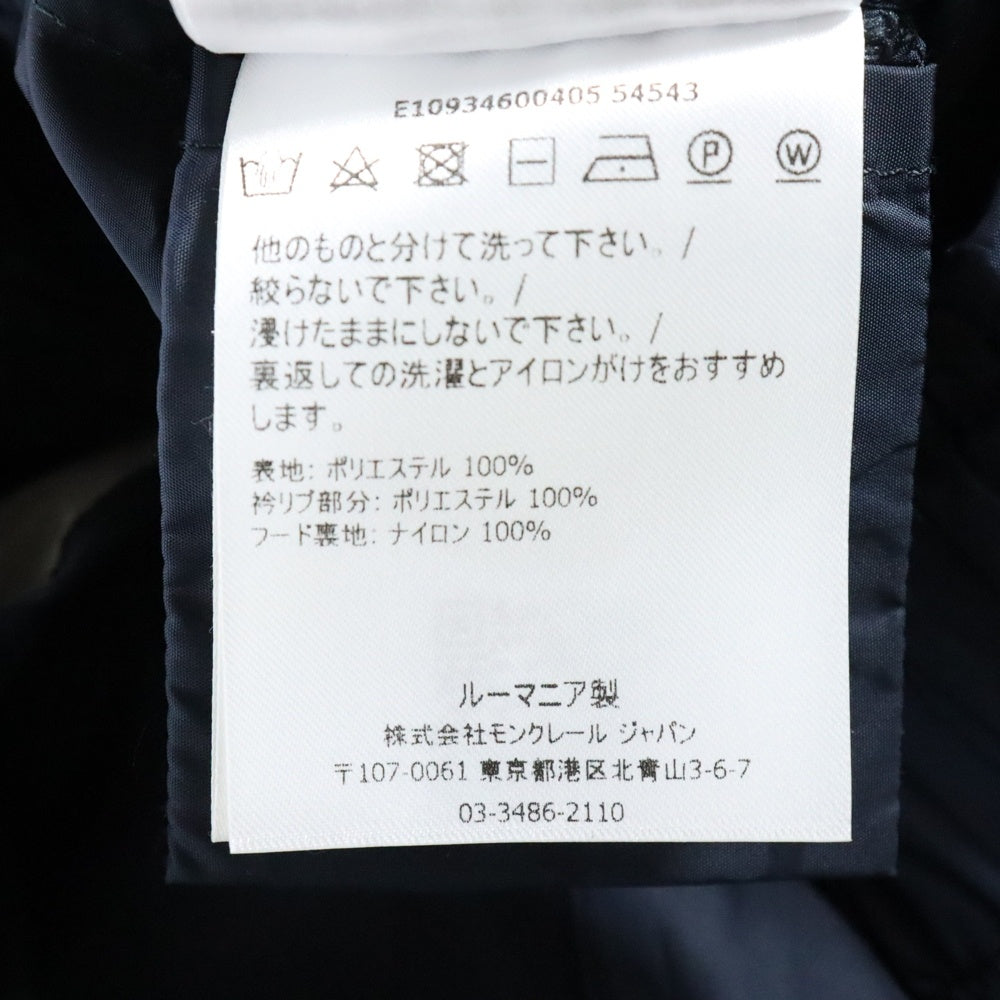 E10934600405 54543
P W
他のものと分けて洗って下さい。/
絞らないで下さい。/
浸けたままにしないで下さい。/
裏返しての洗濯とアイロンがけをおすすめ
します。
表地: ポリエステル 100%
衿リブ部分: ポリエステル 100%
フード裏地: ナイロン 100%
ルーマニア製
株式会社モンクレール ジャパン
〒107-0061 東京都港区北青山3-6-7
03-3486-2110